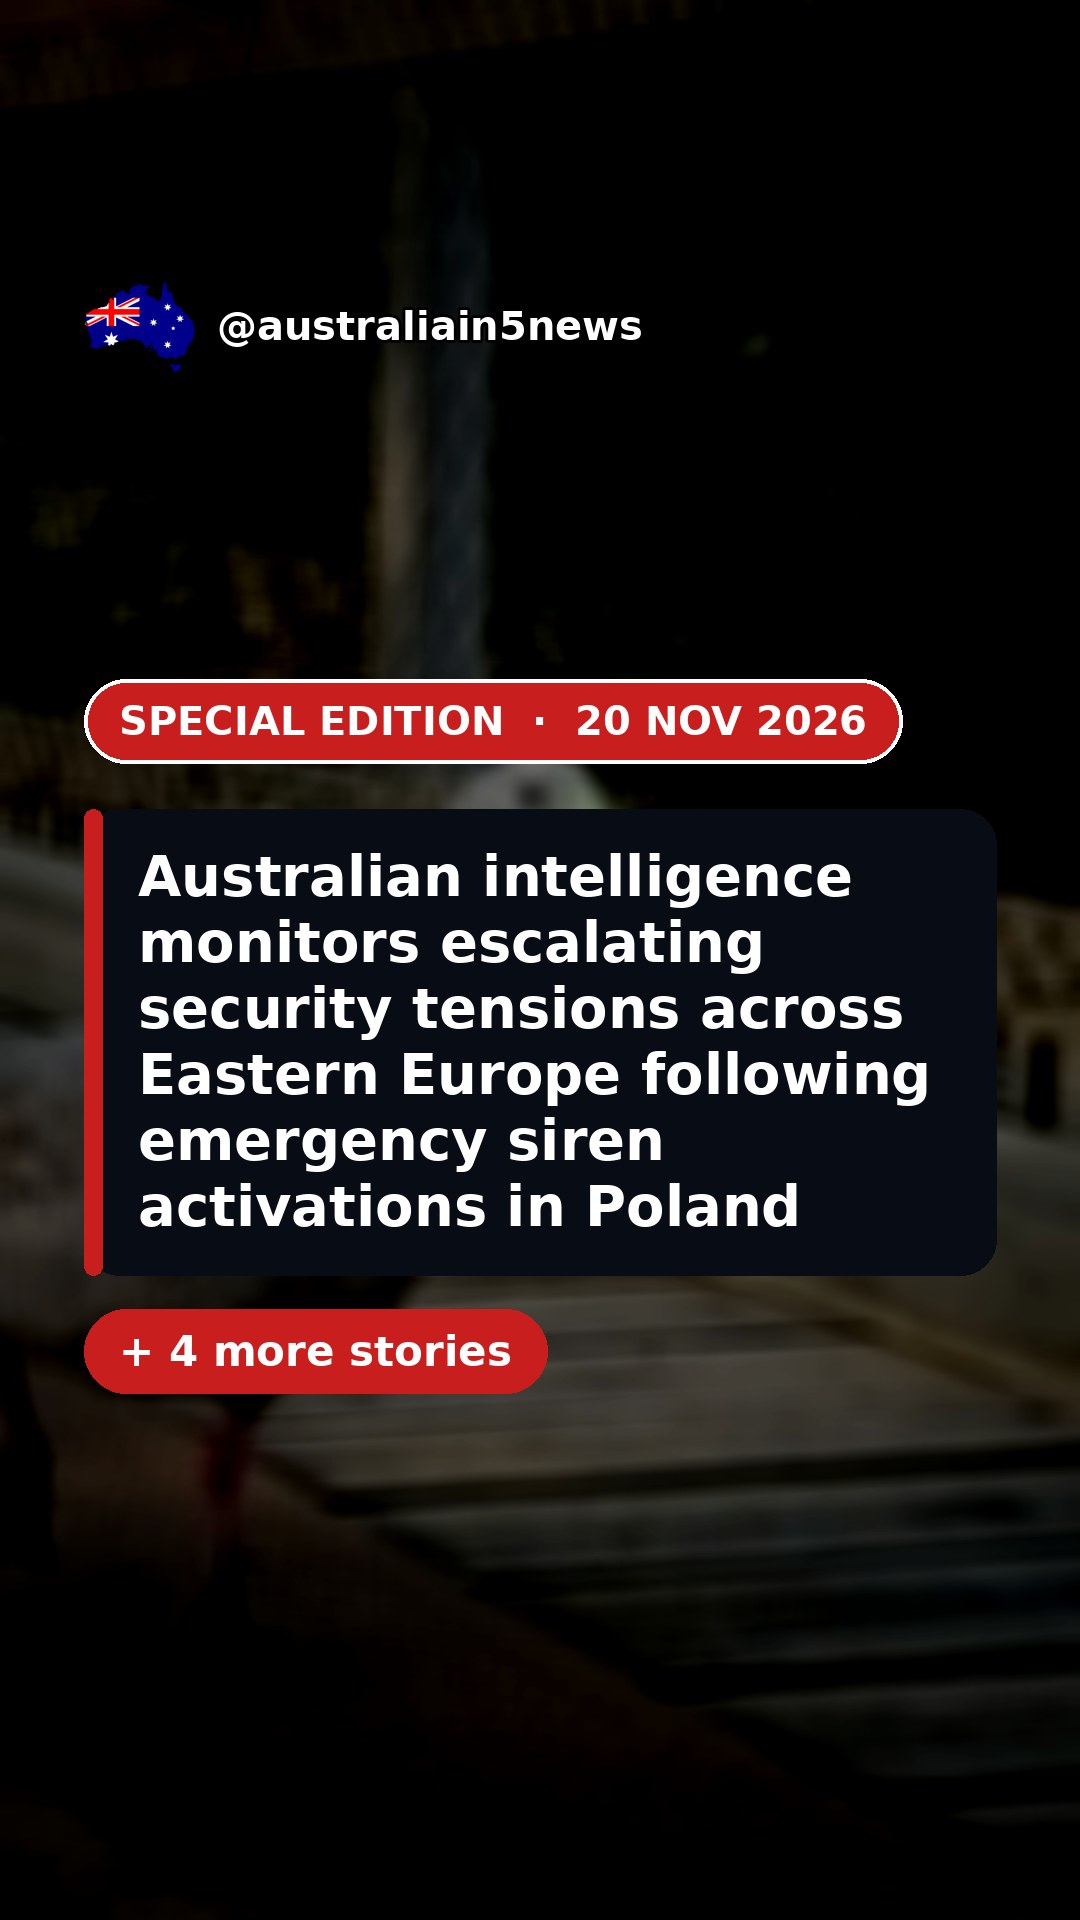 @australiain5news
SPECIAL EDITION · 20 NOV 2026
Australian intelligence
monitors escalating
security tensions across
Eastern Europe following
emergency siren
activations in Poland
+ 4 more stories